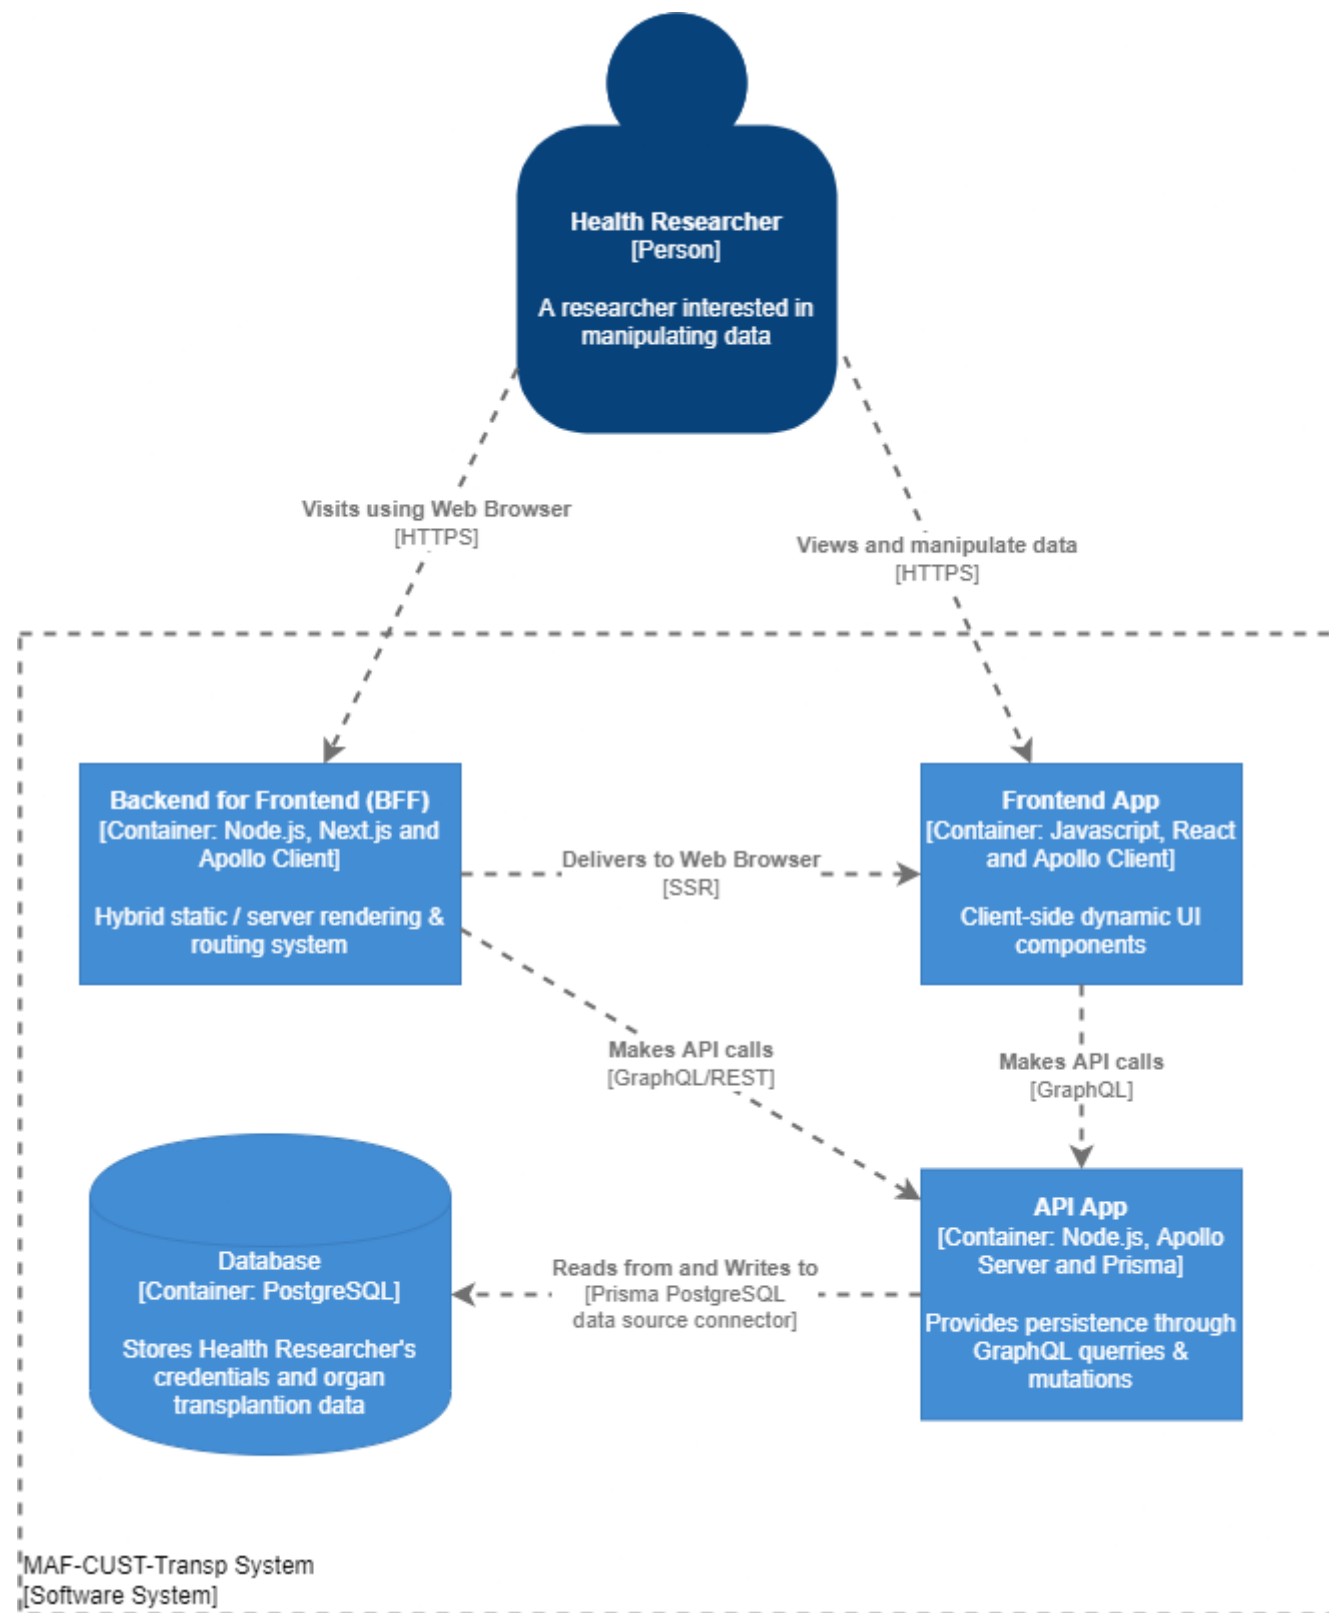 Health Researcher
[Person]
A researcher interested in
manipulating data
Visits using Web Browser
[HTTPS]
Views and manipulate data
[HTTPS]
Backend for Frontend (BFF)
[Container: Node.js, Next.js and
Apollo Client]
Hybrid static / server rendering &
routing system
Delivers to Web Browser
[SSR]
Frontend App
[Container: Javascript, React
and Apollo Client]
Client-side dynamic UI
components
Makes API calls
[GraphQL/REST]
Makes API calls
[GraphQL]
Database
[Container: PostgreSQL]
Stores Health Researcher's
credentials and organ
transplantion data
Reads from and Writes to
[Prisma PostgreSQL
data source connector]
API App
[Container: Node.js, Apollo
Server and Prisma]
Provides persistence through
GraphQL querries &
mutations
MAF-CUST-Transp System
[Software System]